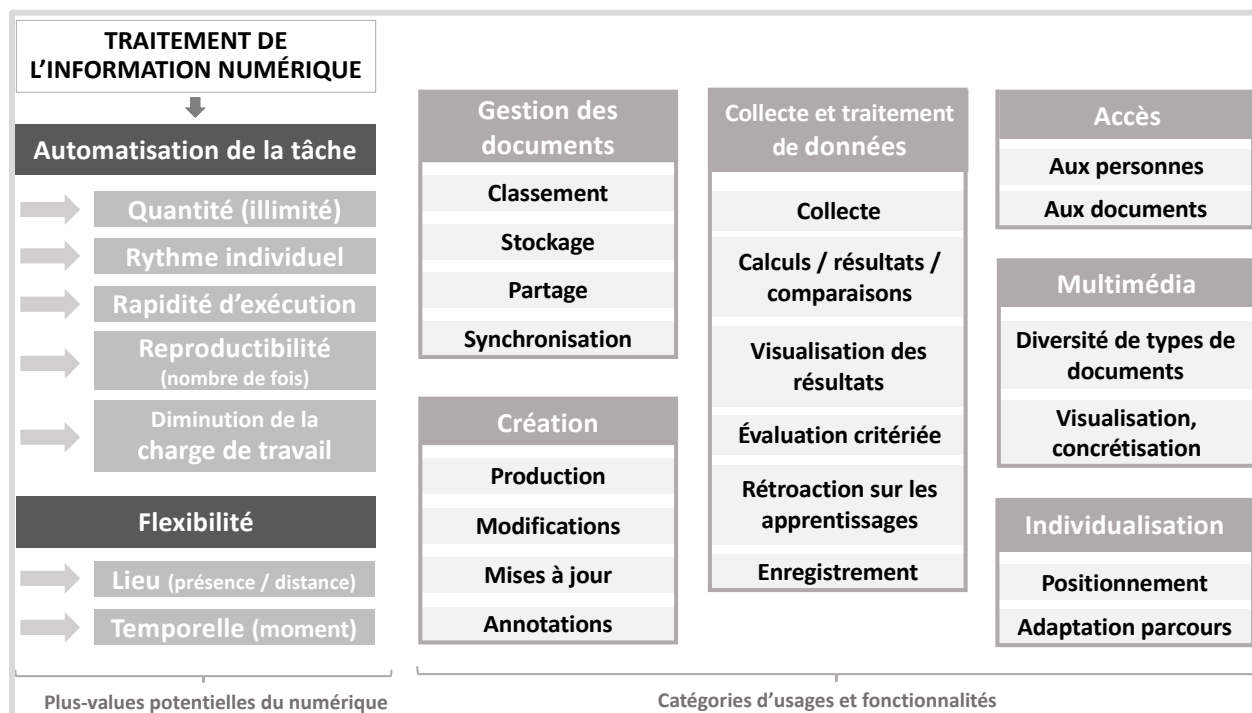 TRAITEMENT DE
L’INFORMATION NUMÉRIQUE
Automatisation de la tâche
Quantité (illimité)
Rythme individuel
Rapidité d’exécution
Reproductibilité
(nombre de fois)
Diminution de la
charge de travail
Flexibilité
Lieu (présence / distance)
Temporelle (moment)
Plus-values potentielles du numérique
Gestion des
documents
Classement
Stockage
Partage
Synchronisation
Création
Production
Modifications
Mises à jour
Annotations
Collecte et traitement
de données
Collecte
Calculs / résultats /
comparaisons
Visualisation des
résultats
Évaluation critériée
Rétroaction sur les
apprentissages
Enregistrement
Accès
Aux personnes
Aux documents
Multimédia
Diversité de types de
documents
Visualisation,
concrétisation
Individualisation
Positionnement
Adaptation parcours
Catégories d’usages et fonctionnalités